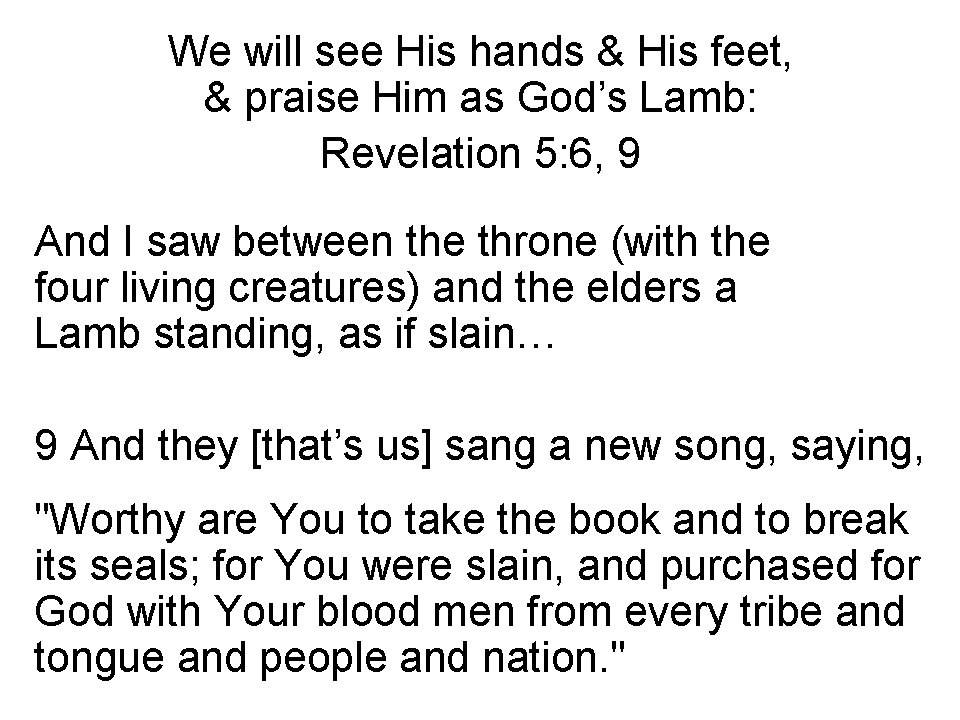 We will see His hands & His feet,
& praise Him as God’s Lamb:
Revelation 5:6, 9
And I saw between the throne (with the
four living creatures) and the elders a
Lamb standing, as if slain…
9 And they [that’s us] sang a new song, saying,
"Worthy are You to take the book and to break
its seals; for You were slain, and purchased for
God with Your blood men from every tribe and
tongue and people and nation."